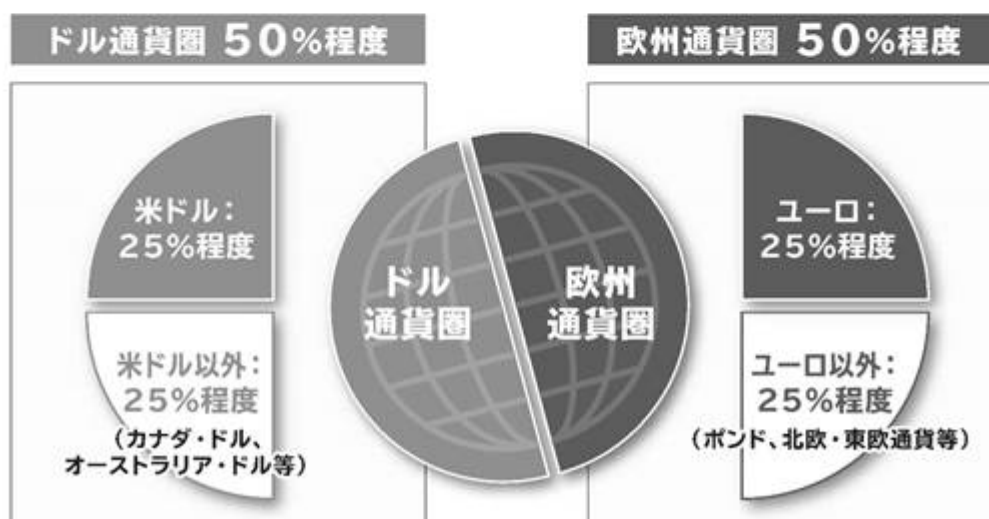 ドル通貨圏 50%程度
米ドル：
25%程度
米ドル以外：
25%程度
（カナダ・ドル、
オーストラリア・ドル等）
ドル
通貨圏
欧州
通貨圏
欧州通貨圏 50%程度
ユーロ：
25%程度
ユーロ以外：
25%程度
（ポンド、北欧・東欧通貨等）